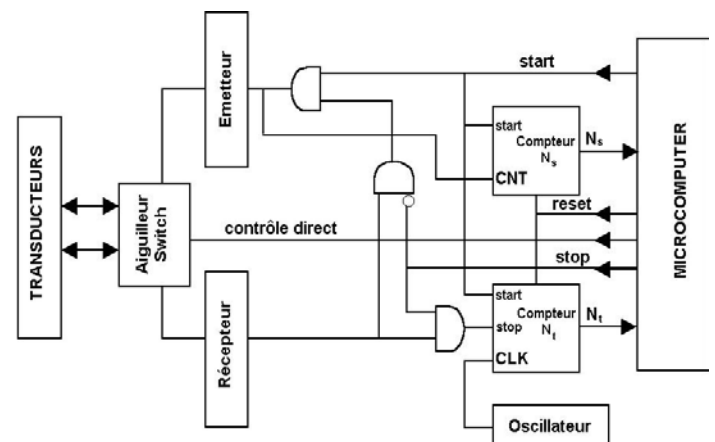 TRANSDUCTEURS
Aiguilleur
Switch
Emetteur
Récepteur
start
start
Compteur
Ns
CNT
Ns
reset
contrôle direct
stop
start
Compteur
Nt
stop
CLK
Nt
Oscillateur
MICROCOMPUTER